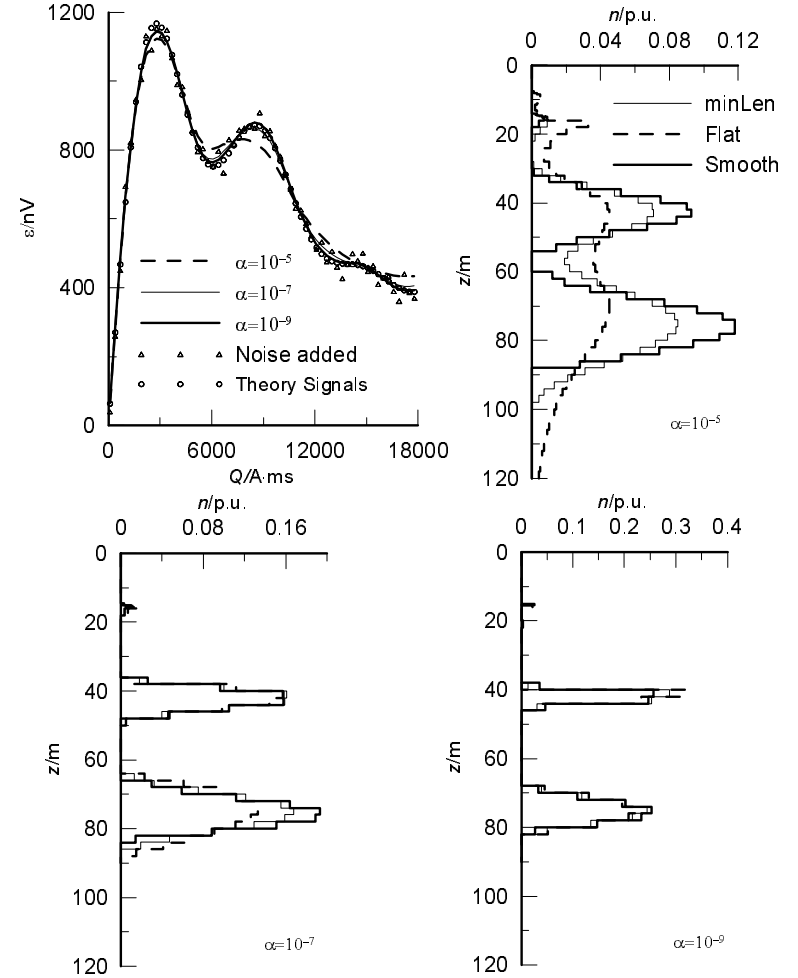 1200
800
400
0
ε/nV
0 6000 12000 18000
Q/A·ms
α=10⁻⁵
α=10⁻⁷
α=10⁻⁹
Noise added
Theory Signals
n/p.u.
0 0.04 0.08 0.12
0
20
40
60
80
100
120
z/m
minLen
Flat
Smooth
α=10⁻⁵
n/p.u.
0 0.08 0.16
0
20
40
60
80
100
120
z/m
α=10⁻⁷
n/p.u.
0 0.1 0.2 0.3 0.4
0
20
40
60
80
100
120
z/m
α=10⁻⁹